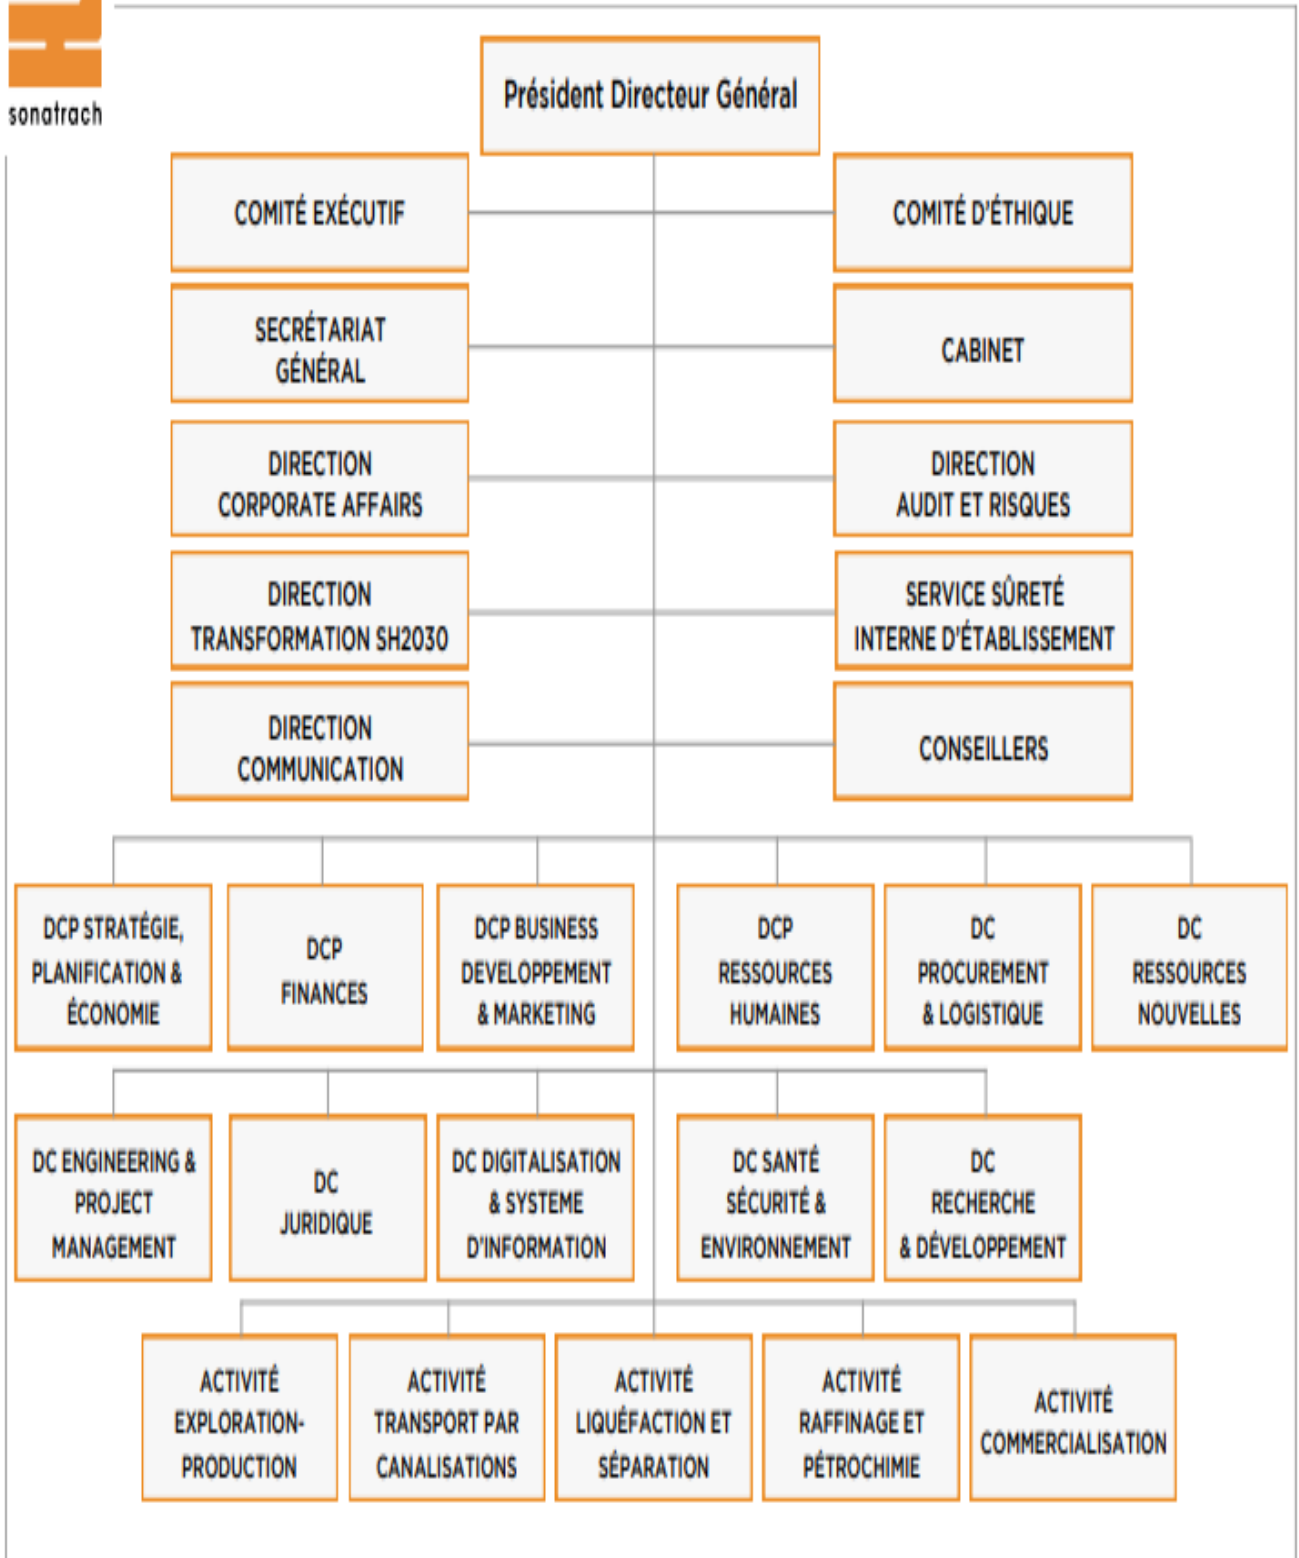 sonatrach
Président Directeur Général
COMITÉ EXÉCUTIF
COMITÉ D'ÉTHIQUE
SECRÉTARIAT
GÉNÉRAL
CABINET
DIRECTION
CORPORATE AFFAIRS
DIRECTION
AUDIT ET RISQUES
DIRECTION
TRANSFORMATION SH2030
SERVICE SÛRETÉ
INTERNE D'ÉTABLISSEMENT
DIRECTION
COMMUNICATION
CONSEILLERS
DCP STRATÉGIE,
PLANIFICATION &
ÉCONOMIE
DCP
FINANCES
DCP BUSINESS
DEVELOPPEMENT
& MARKETING
DCP
RESSOURCES
HUMAINES
DC
PROCUREMENT
& LOGISTIQUE
DC
RESSOURCES
NOUVELLES
DC ENGINEERING &
PROJECT
MANAGEMENT
DC
JURIDIQUE
DC DIGITALISATION
& SYSTEME
D'INFORMATION
DC SANTÉ
SÉCURITÉ &
ENVIRONNEMENT
DC
RECHERCHE
& DÉVELOPPEMENT
ACTIVITÉ
EXPLORATION-
PRODUCTION
ACTIVITÉ
TRANSPORT PAR
CANALISATIONS
ACTIVITÉ
LIQUÉFACTION ET
SÉPARATION
ACTIVITÉ
RAFFINAGE ET
PÉTROCHIMIE
ACTIVITÉ
COMMERCIALISATION